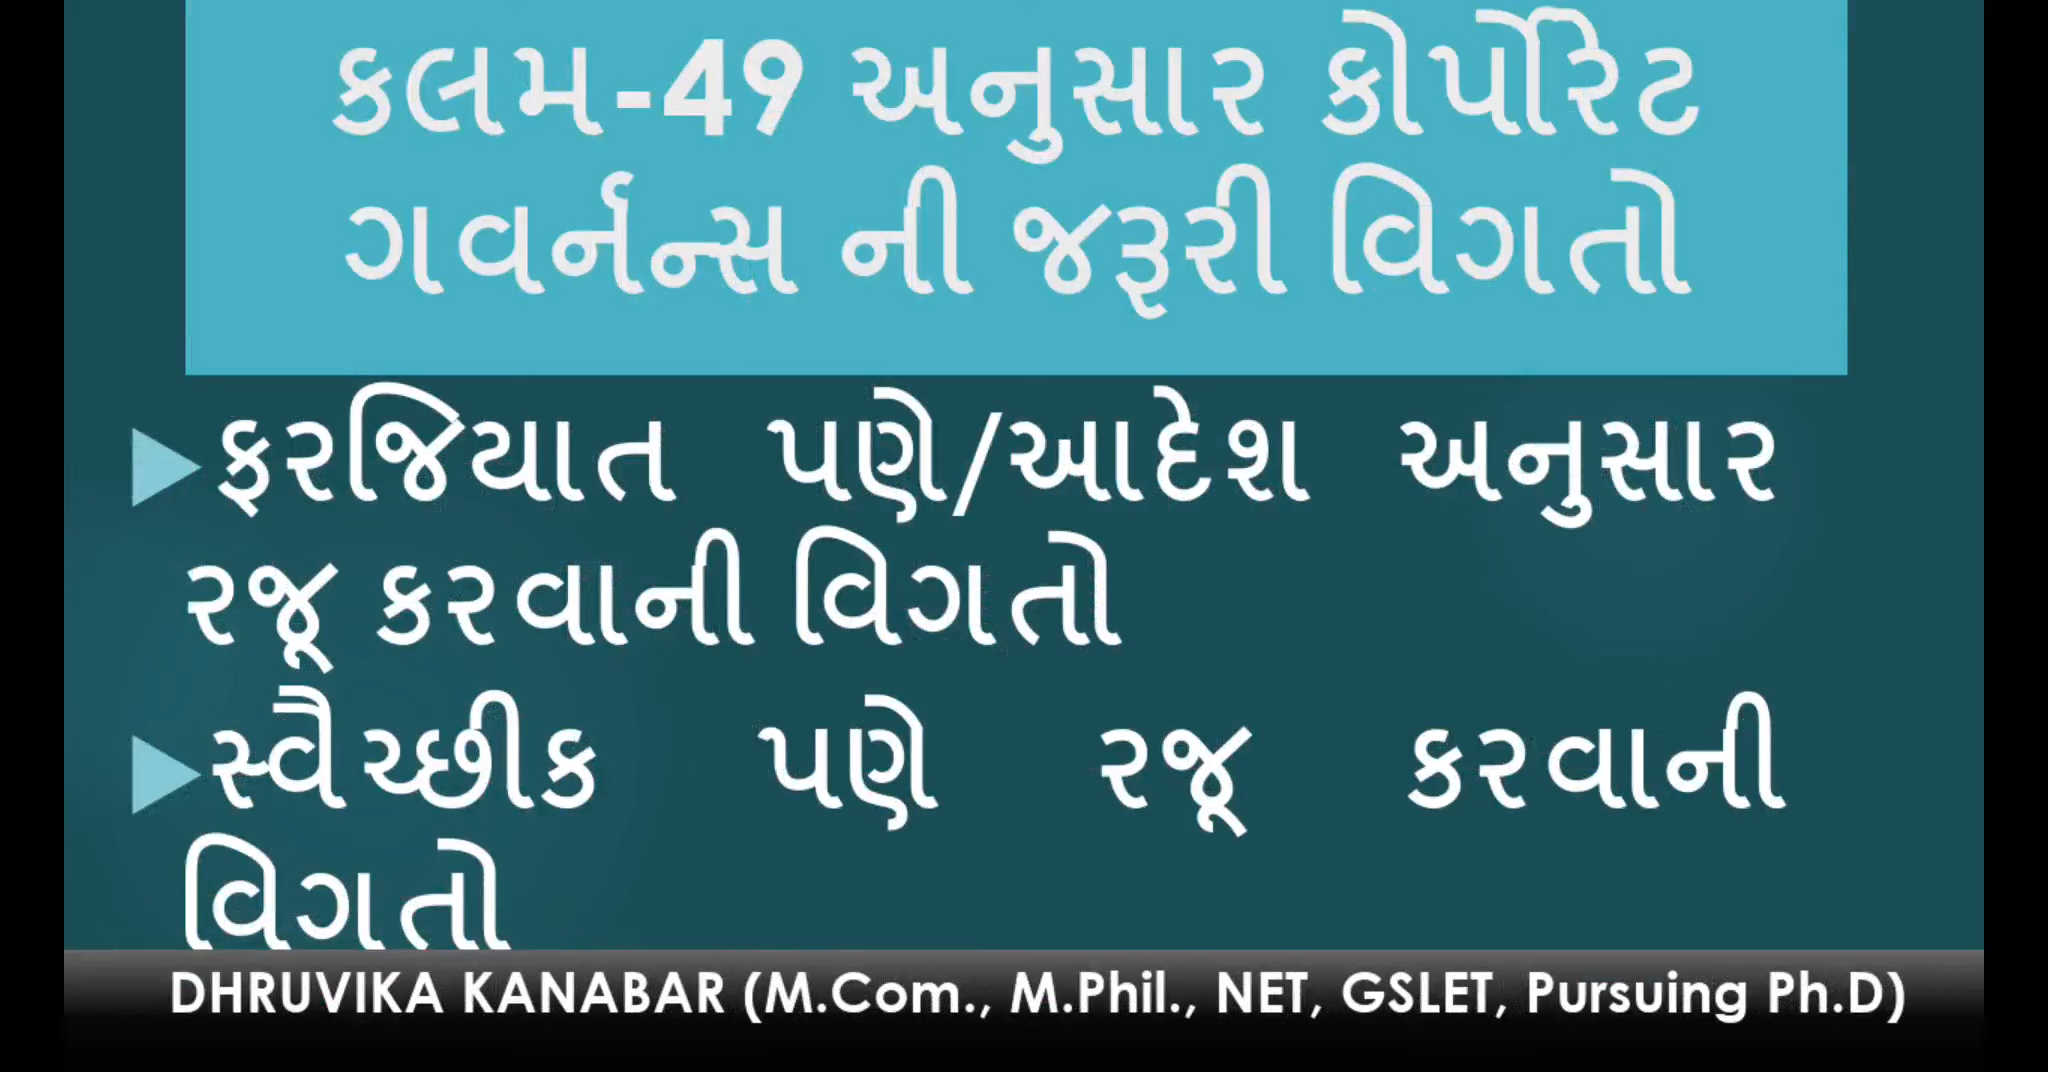 કલમ-49 અનુસાર કોર્પોરેટ
ગવર્નન્સ ની જરૂરી વિગતો
ફરજિયાત પણે/આદેશ અનુસાર
રજૂ કરવાની વિગતો
સ્વૈચ્છીક પણે રજૂ કરવાની
વિગતો
DHRUVIKA KANABAR (M.Com., M.Phil., NET, GSLET, Pursuing Ph.D)